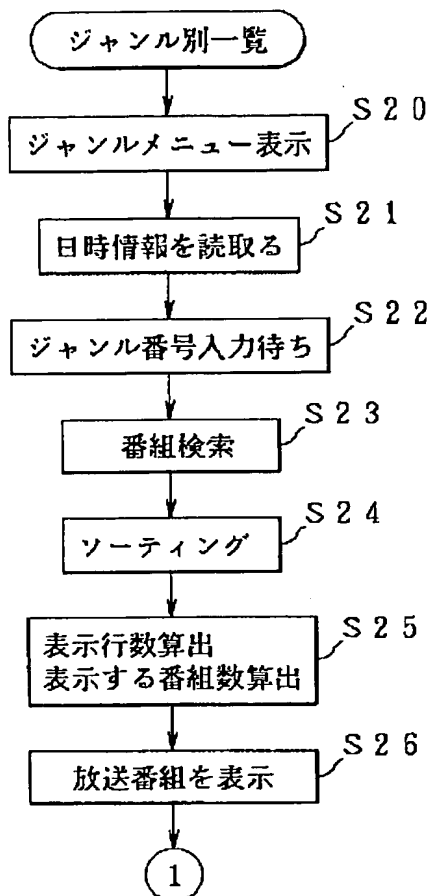 ジャンル別一覧
S20
ジャンルメニュー表示
S21
日時情報を読取る
S22
ジャンル番号入力待ち
S23
番組検索
S24
ソーティング
S25
表示行数算出
表示する番組数算出
S26
放送番組を表示
1